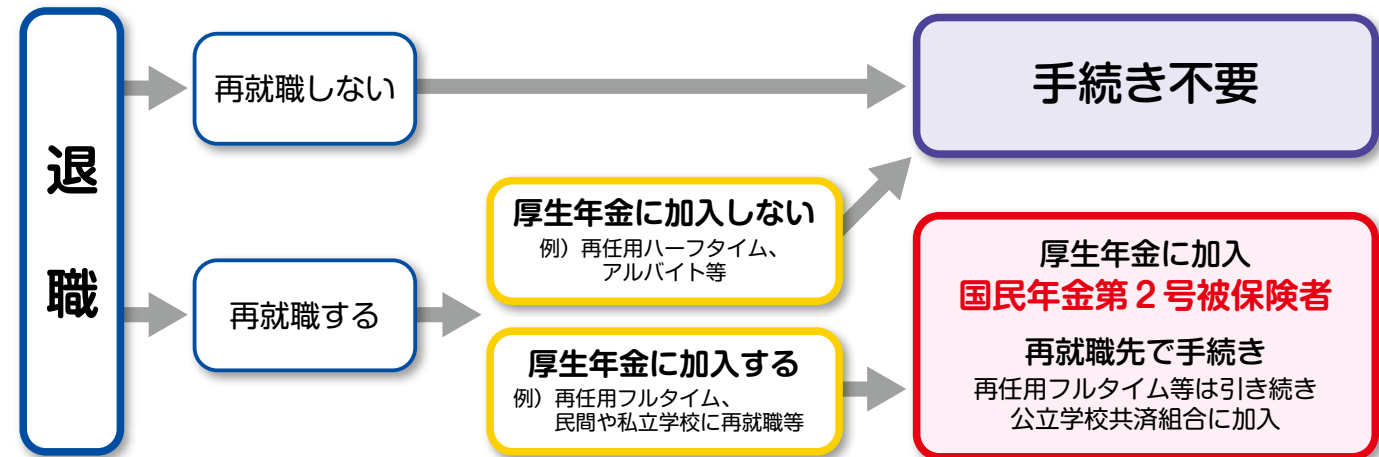 退職
再就職しない
手続き不要
再就職する
厚生年金に加入しない
例）再任用ハーフタイム、
アルバイト等
厚生年金に加入する
例）再任用フルタイム、
民間や私立学校に再就職等
厚生年金に加入
国民年金第２号被保険者
再就職先で手続き
再任用フルタイム等は引き続き
公立学校共済組合に加入